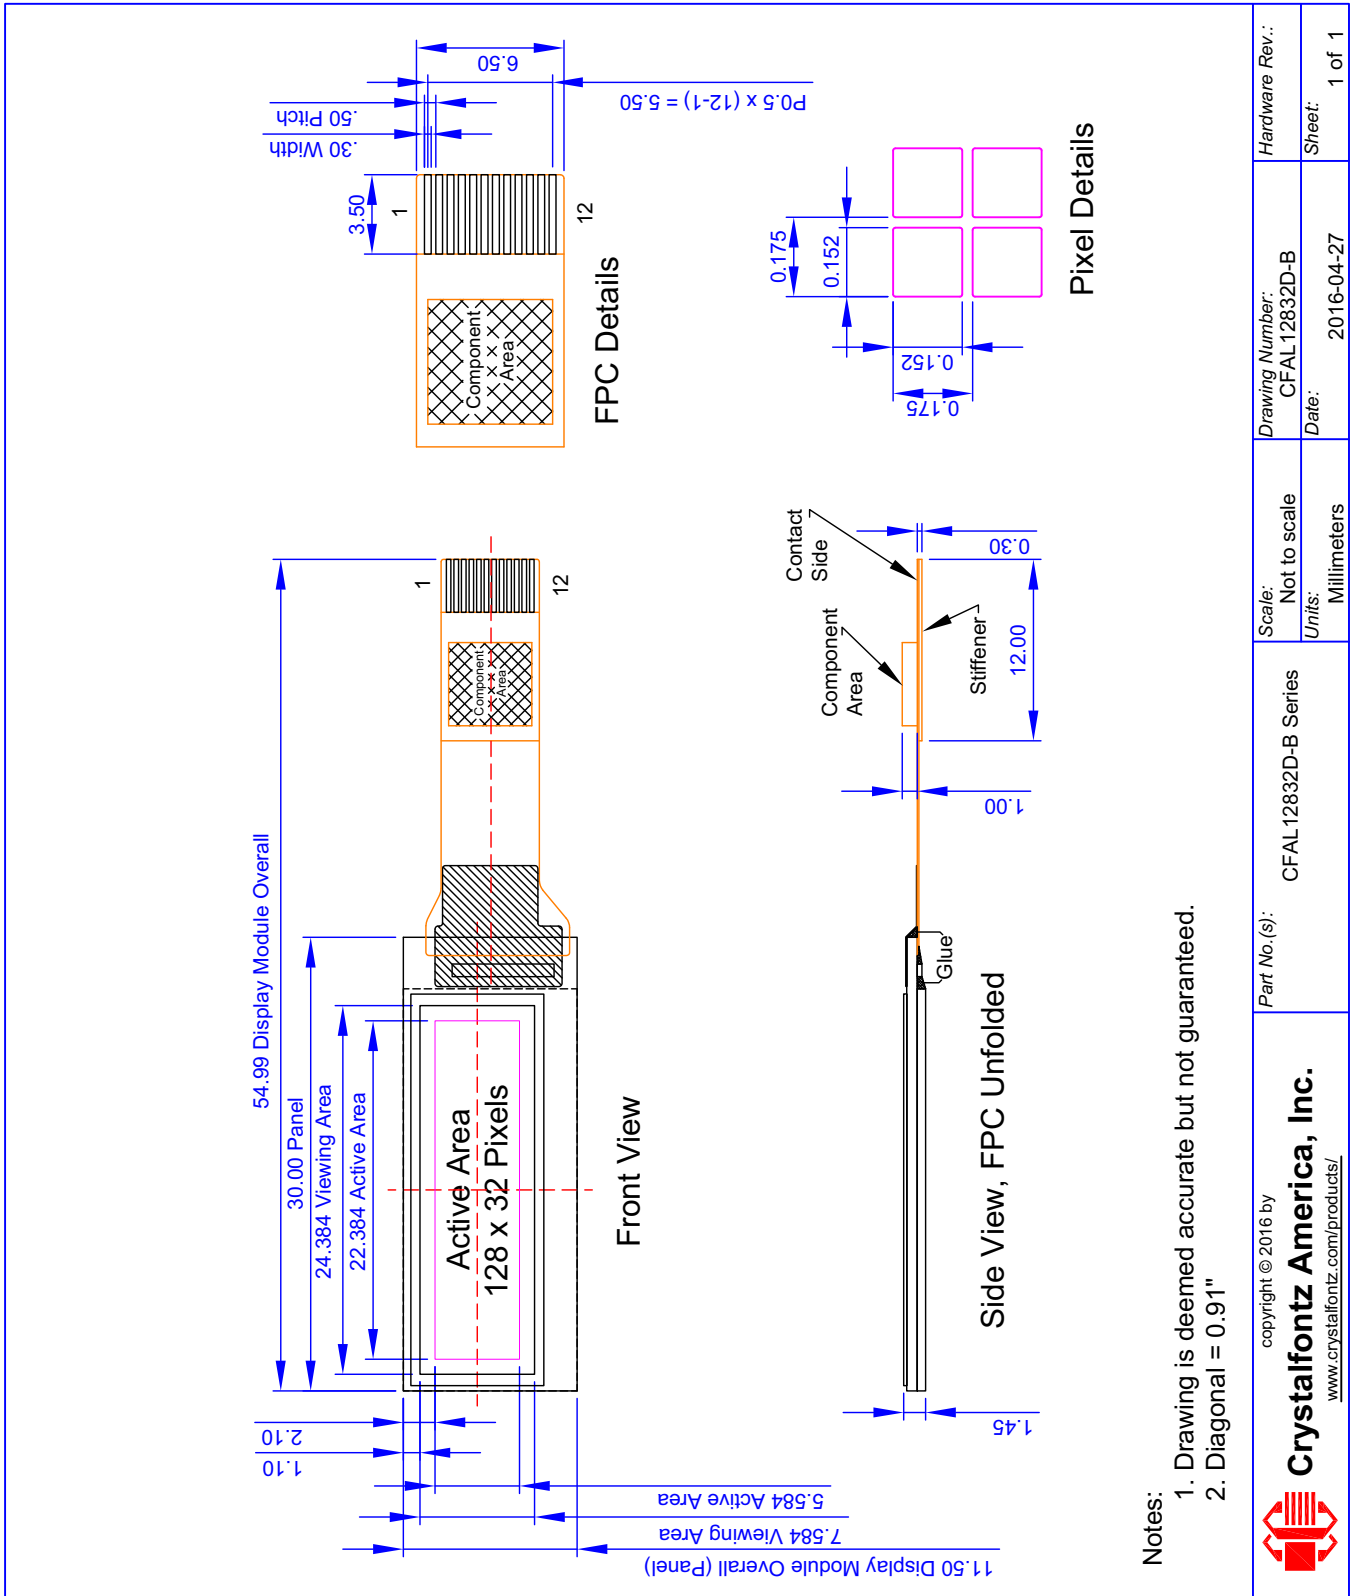 54.99 Display Module Overall
30.00 Panel
24.384 Viewing Area
22.384 Active Area
2.10
1.10
5.584 Active Area
7.584 Viewing Area
11.50 Display Module Overall (Panel)
Active Area
128 x 32 Pixels
Component
Area
1
12
Front View
3.50
.30 Width
.50 Pitch
6.50
P0.5 x (12-1) = 5.50
1
12
Component
Area
FPC Details
1.45
Glue
1.00
Component
Area
Contact
Side
Stiffener
0.30
12.00
Side View, FPC Unfolded
0.175
0.152
0.152
0.175
Pixel Details
Notes:
1. Drawing is deemed accurate but not guaranteed.
2. Diagonal = 0.91"
copyright © 2016 by
Crystalfontz America, Inc.
www.crystalfontz.com/products/
Part No.(s):
CFAL12832D-B Series
Scale:
Not to scale
Units:
Millimeters
Drawing Number:
CFAL12832D-B
Date:
2016-04-27
Hardware Rev.:
Sheet:
1 of 1